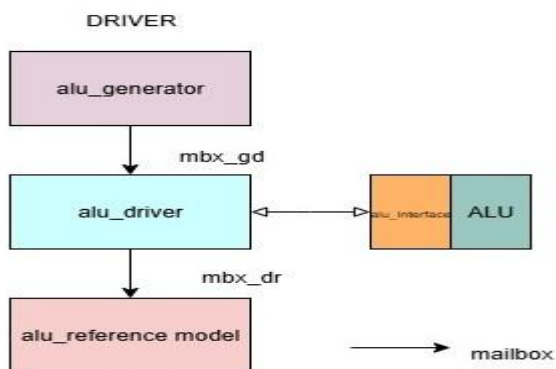 DRIVER
alu_generator
mbx_gd
alu_driver
alu_interface
ALU
mbx_dr
alu_reference model
mailbox